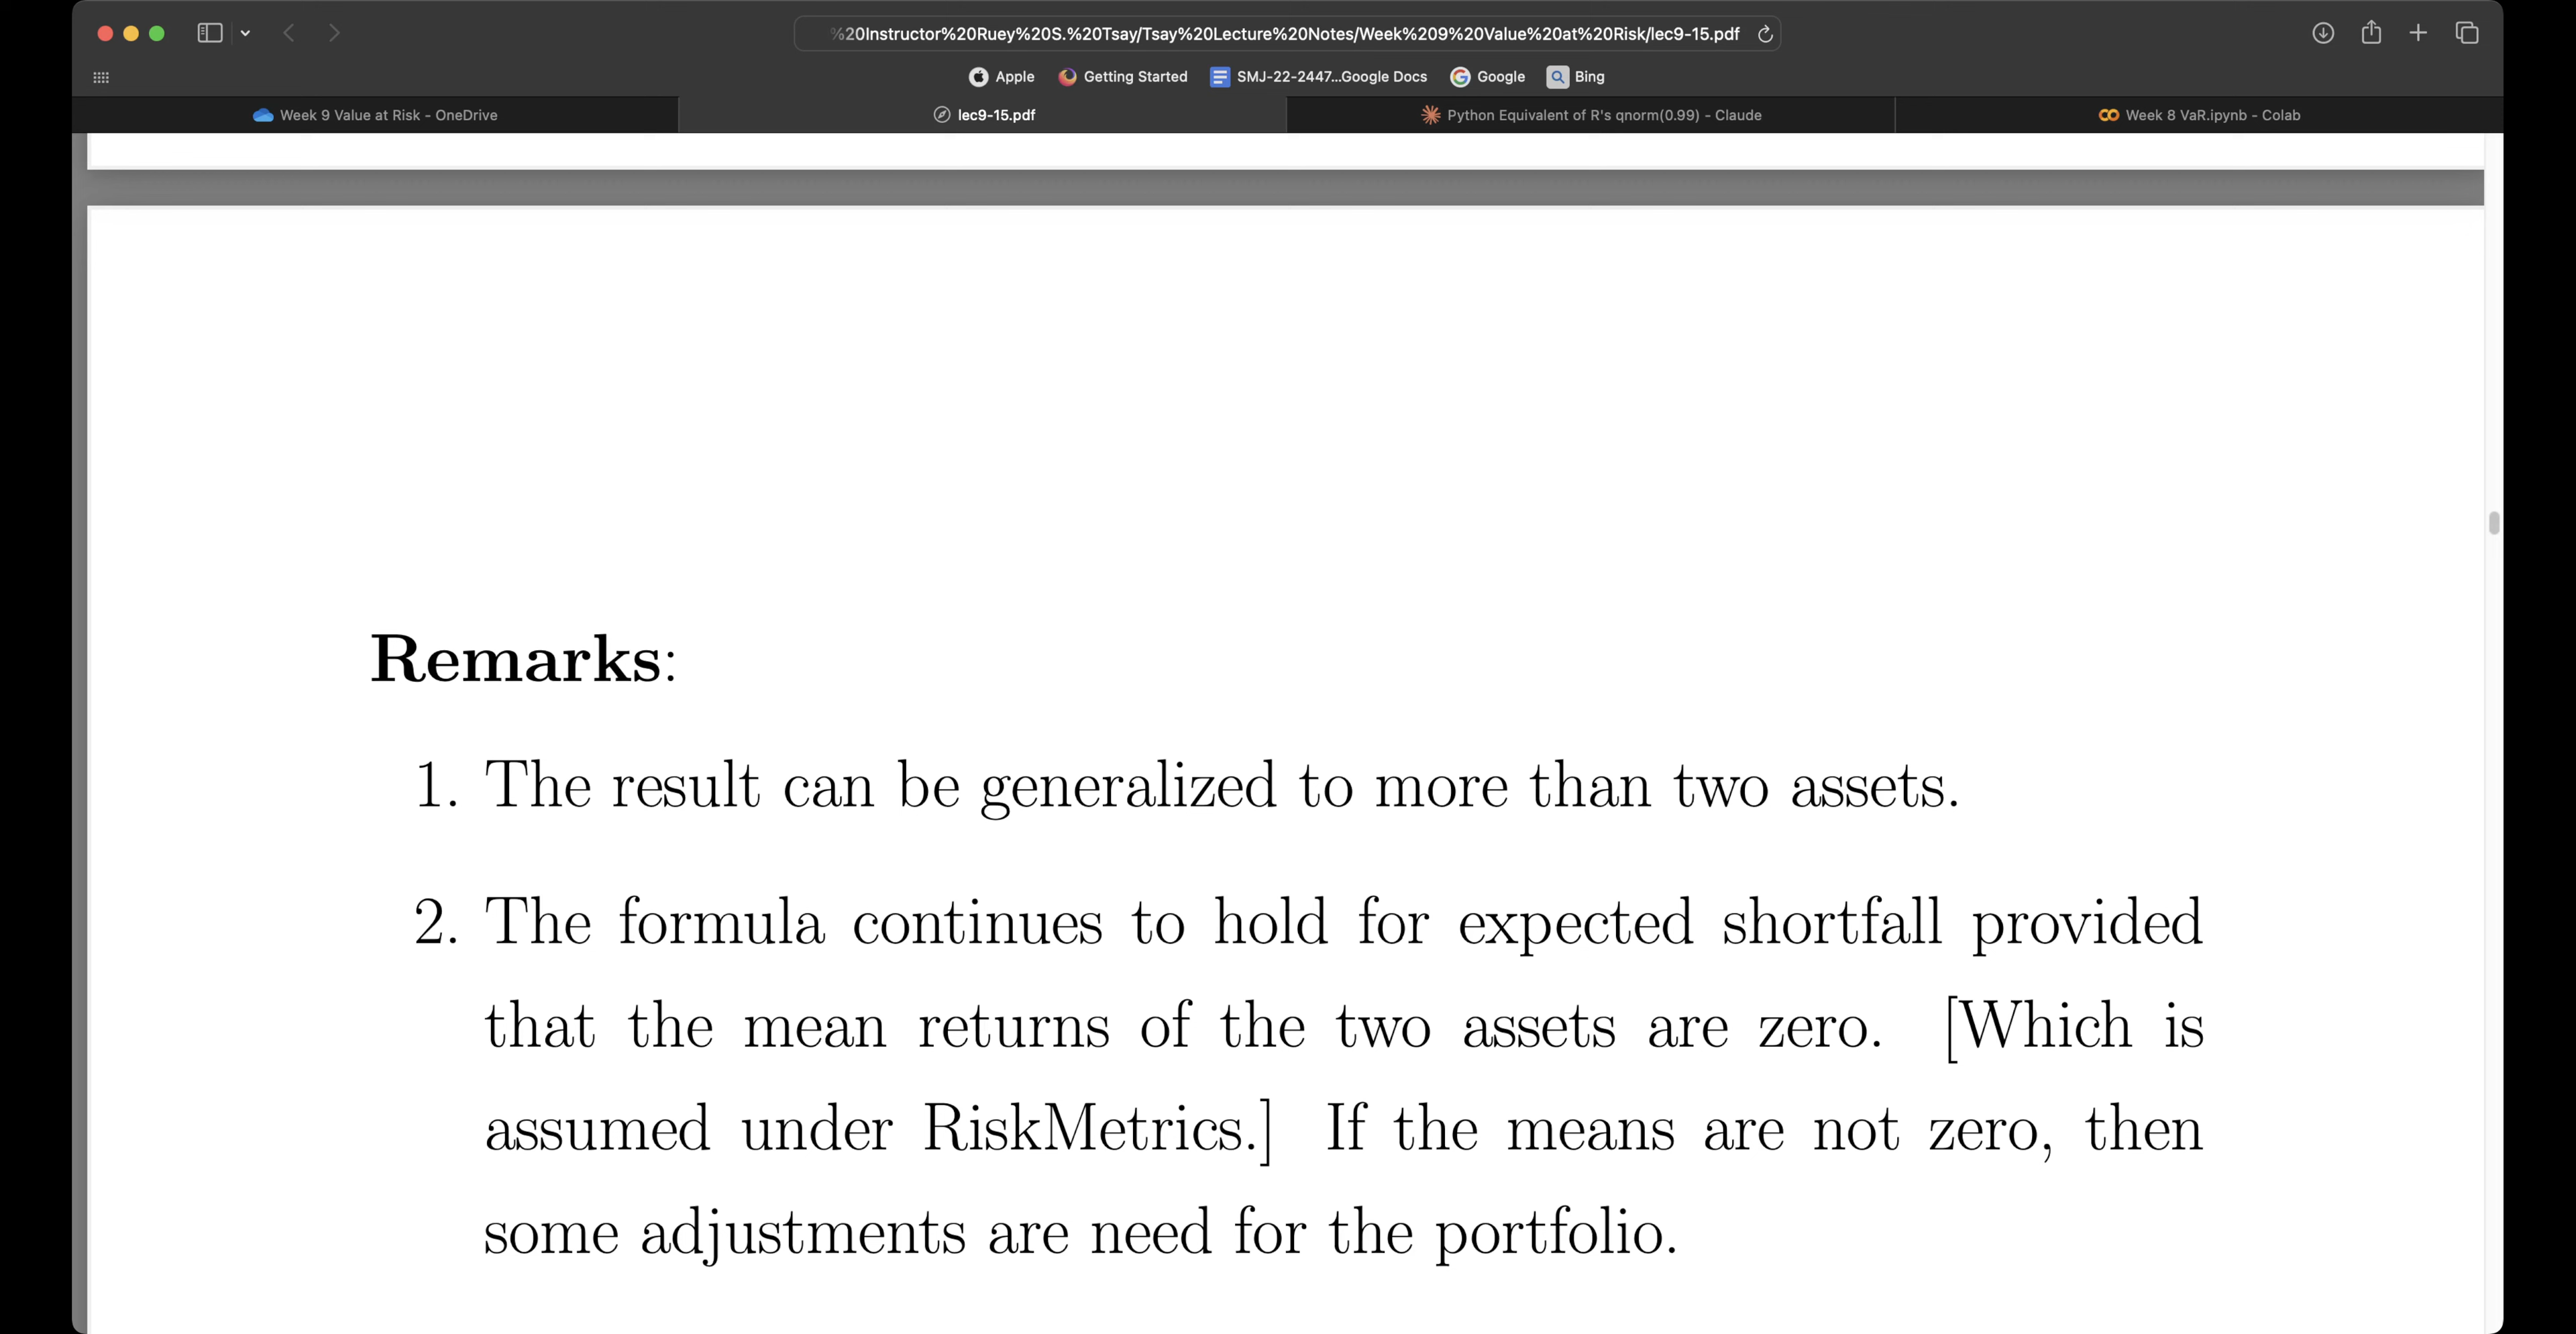 %20Instructor%20Ruey%20S.%20Tsay/Tsay%20Lecture%20Notes/Week%209%20Value%20at%20Risk/lec9-15.pdf
Apple Getting Started SMJ-22-2447...Google Docs Google Bing
Week 9 Value at Risk - OneDrive lec9-15.pdf Python Equivalent of R's qnorm(0.99) - Claude Week 8 VaR.ipynb - Colab
Remarks:
1. The result can be generalized to more than two assets.
2. The formula continues to hold for expected shortfall provided
that the mean returns of the two assets are zero. [Which is
assumed under RiskMetrics.] If the means are not zero, then
some adjustments are need for the portfolio.